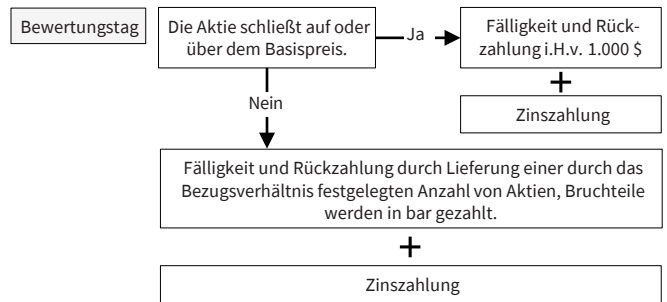 Bewertungstag
Die Aktie schließt auf oder
über dem Basispreis.
Ja
Fälligkeit und Rück-
zahlung i.H.v. 1.000 $
+
Zinszahlung
Nein
Fälligkeit und Rückzahlung durch Lieferung einer durch das
Bezugsverhältnis festgelegten Anzahl von Aktien, Bruchteile
werden in bar gezahlt.
+
Zinszahlung